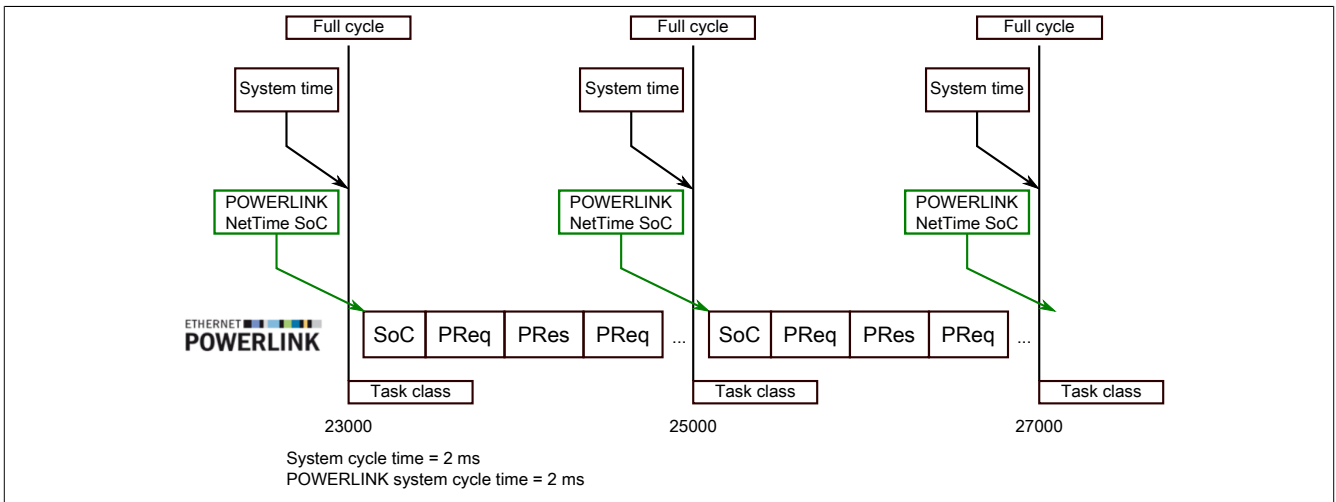 Full cycle Full cycle Full cycle
System time System time System time
POWERLINK POWERLINK POWERLINK
NetTime SoC NetTime SoC NetTime SoC
ETHERNET
POWERLINK
SoC PReq PRes PReq ... SoC PReq PRes PReq ...
Task class Task class Task class
23000 25000 27000
System cycle time = 2 ms
POWERLINK system cycle time = 2 ms